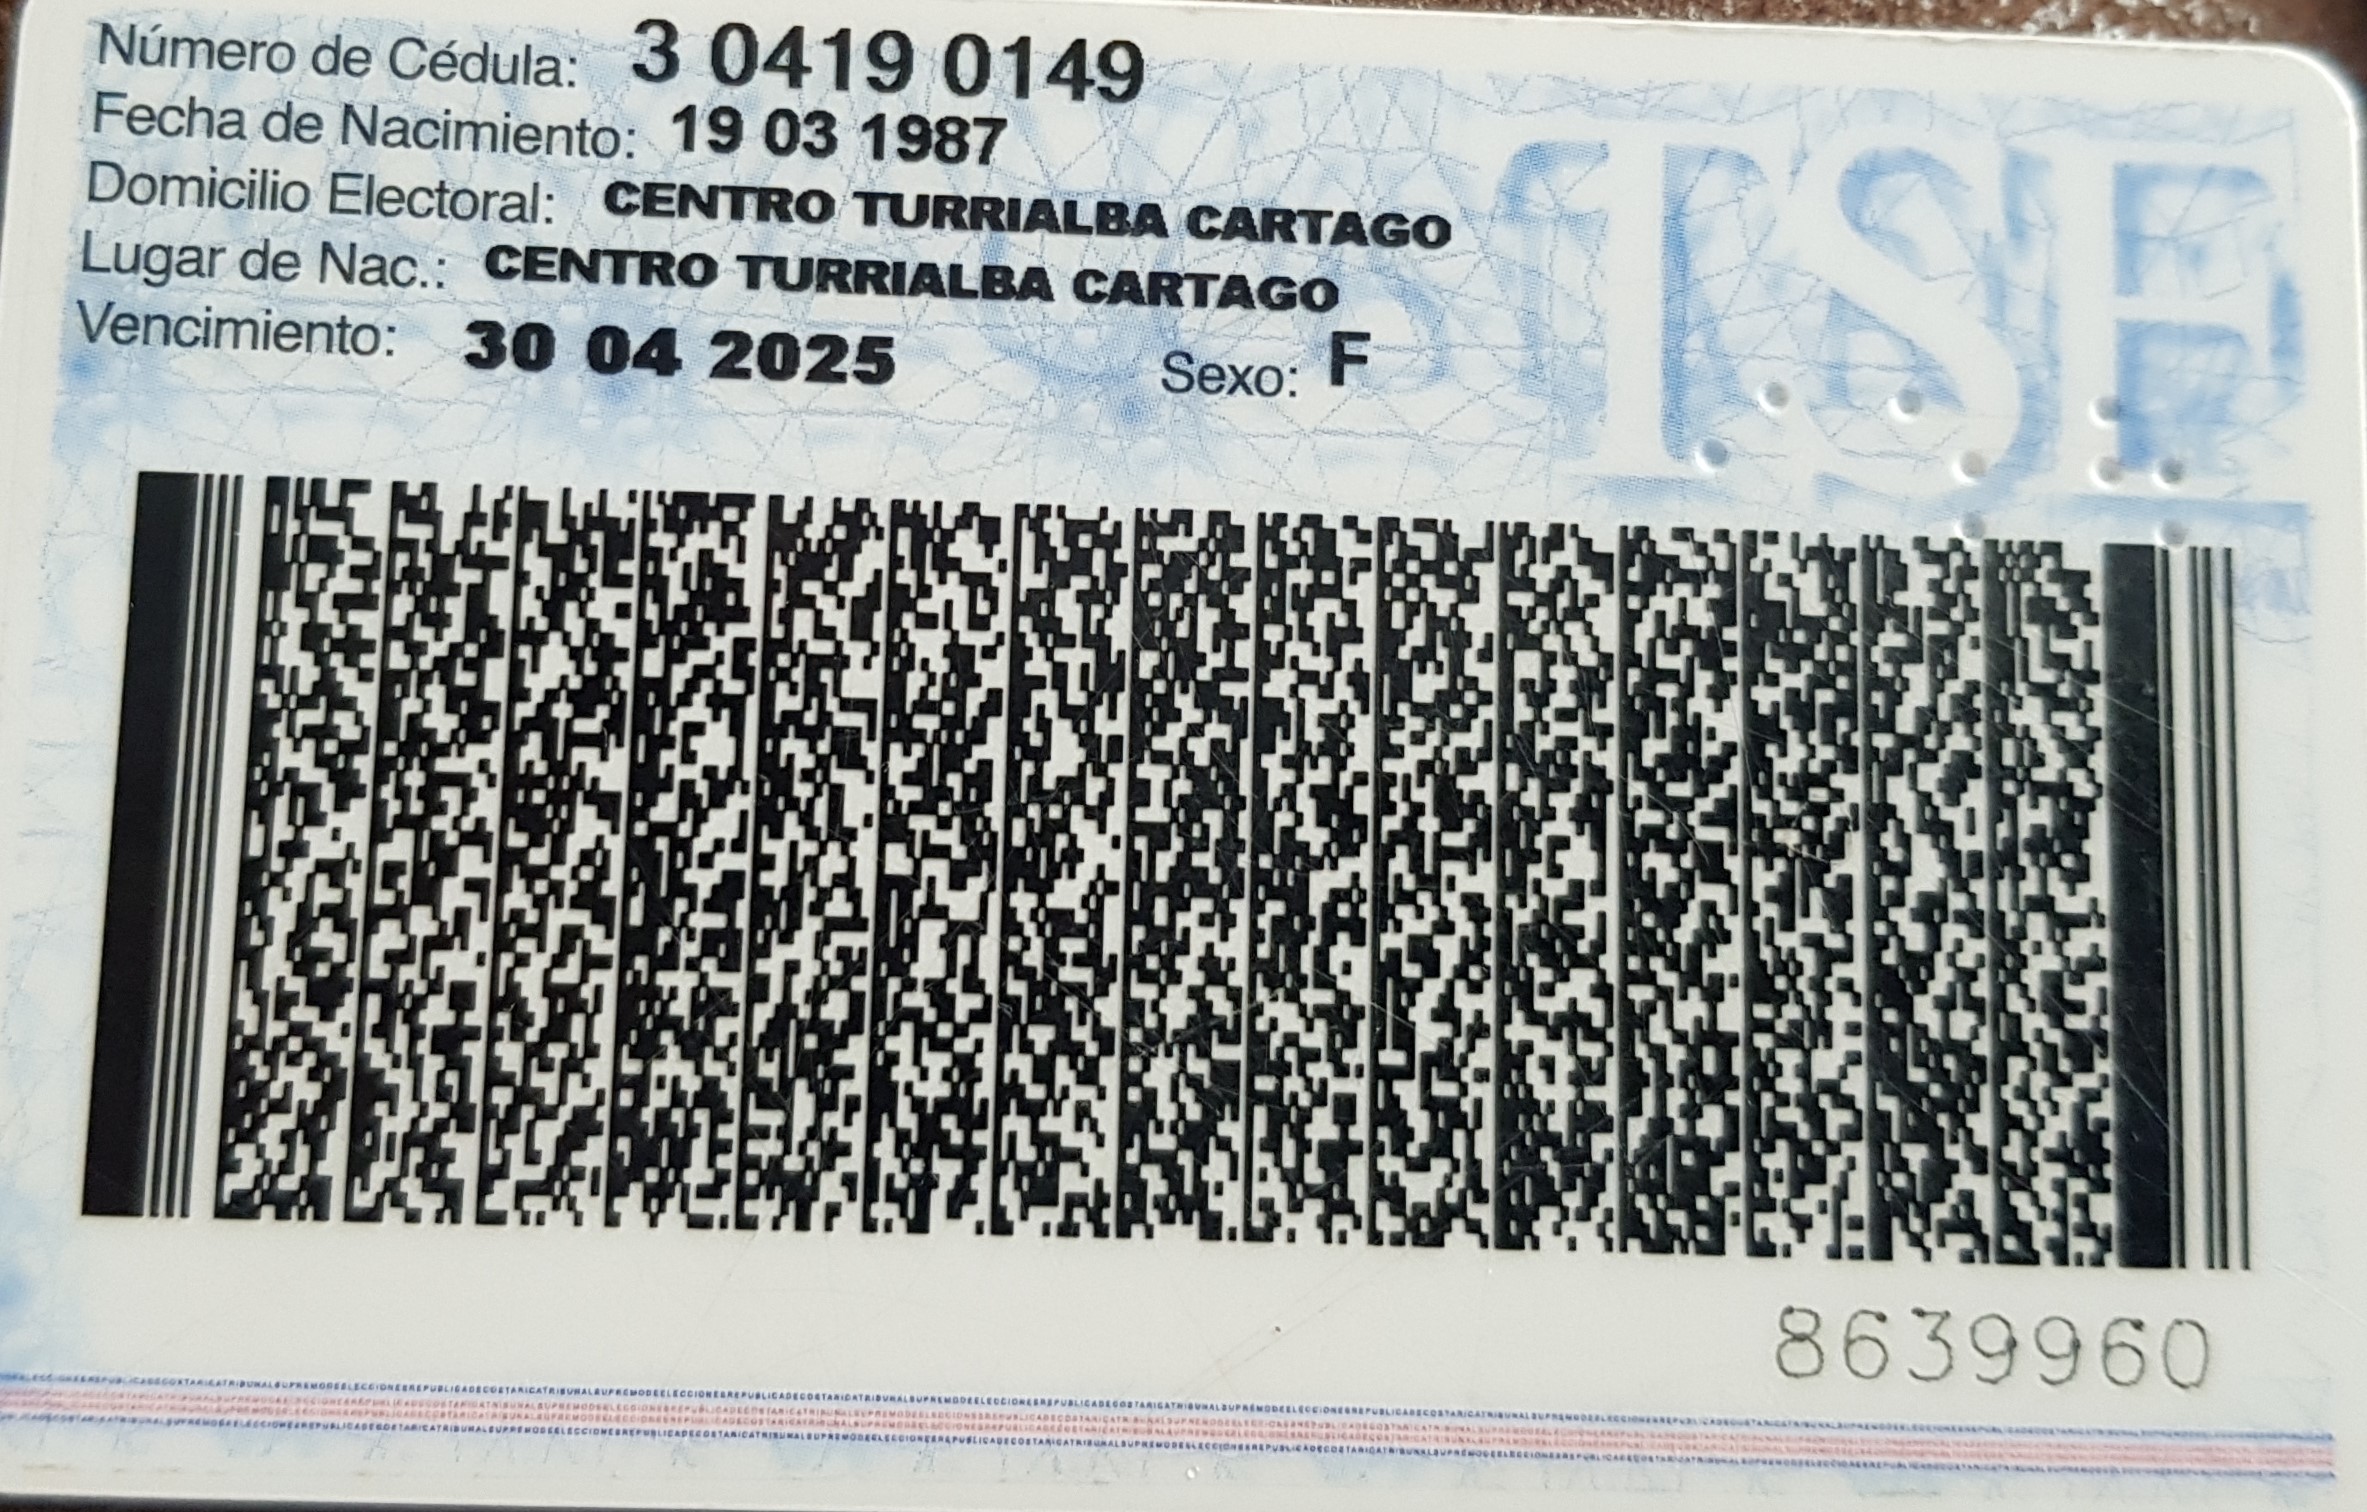 Número de Cédula: 3 0419 0149
Fecha de Nacimiento: 19 03 1987
Domicilio Electoral: CENTRO TURRIALBA CARTAGO
Lugar de Nac.: CENTRO TURRIALBA CARTAGO
Vencimiento: 30 04 2025 Sexo: F
TSE
8639960